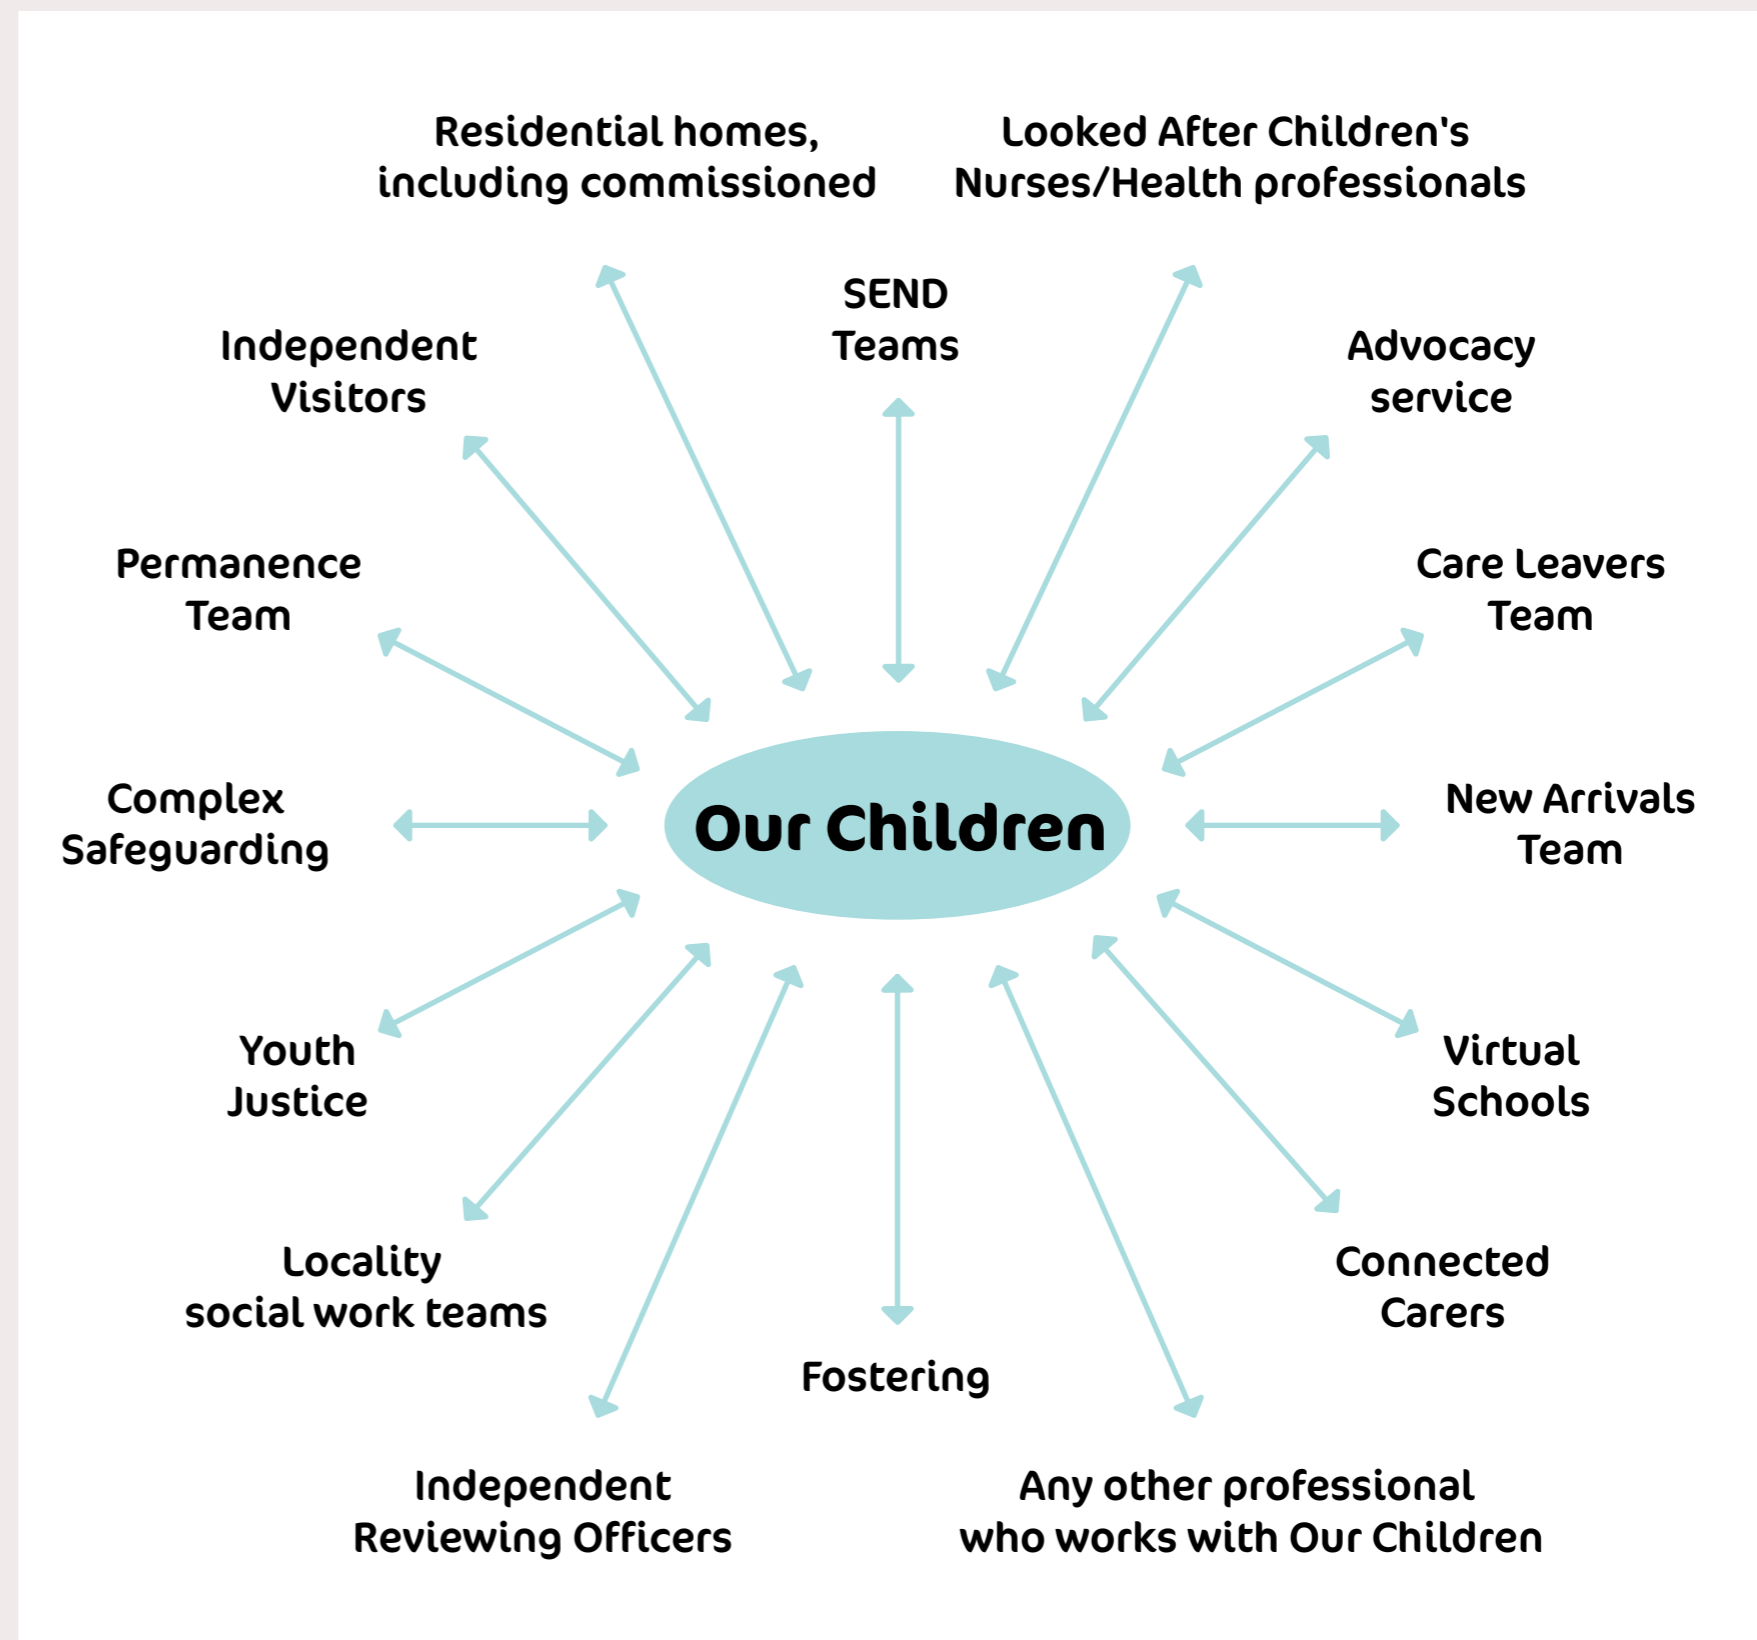 Residential homes,
including commissioned
Looked After Children's
Nurses/Health professionals
SEND
Teams
Independent
Visitors
Advocacy
service
Permanence
Team
Care Leavers
Team
Complex
Safeguarding
Our Children
New Arrivals
Team
Youth
Justice
Virtual
Schools
Locality
social work teams
Connected
Carers
Fostering
Independent
Reviewing Officers
Any other professional
who works with Our Children